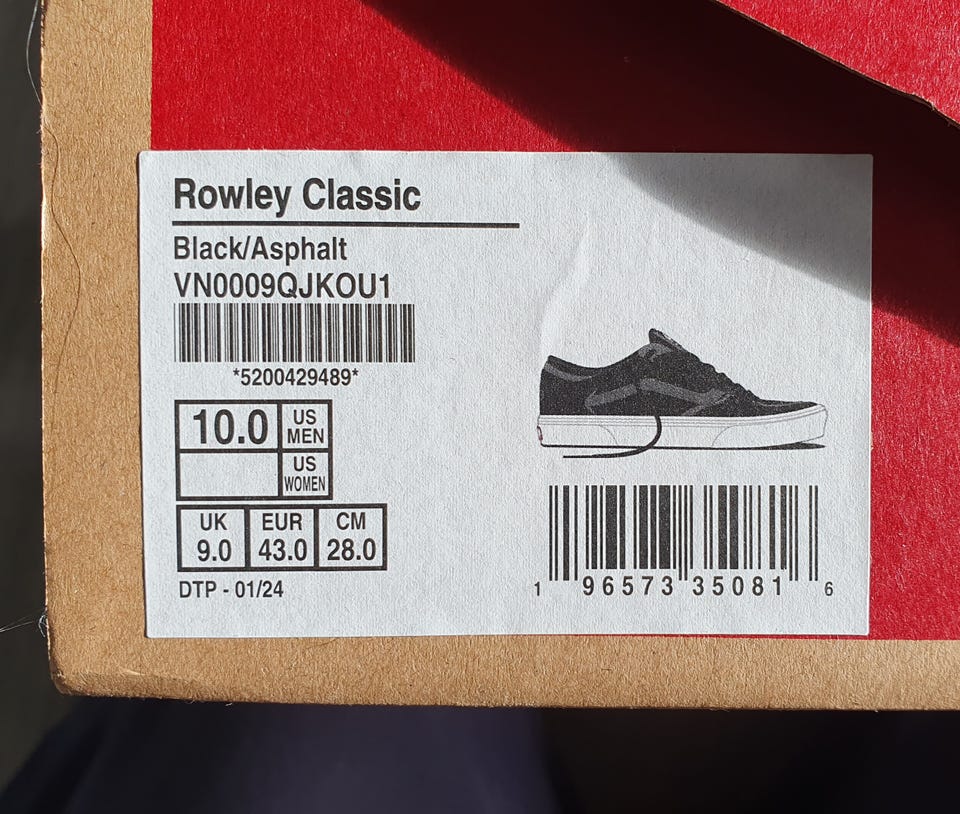 Rowley Classic
Black/Asphalt
VN0009QJKOU1
*5200429489*
10.0 US MEN
US WOMEN
UK EUR CM
9.0 43.0 28.0
DTP - 01/24
1 96573 35081 6